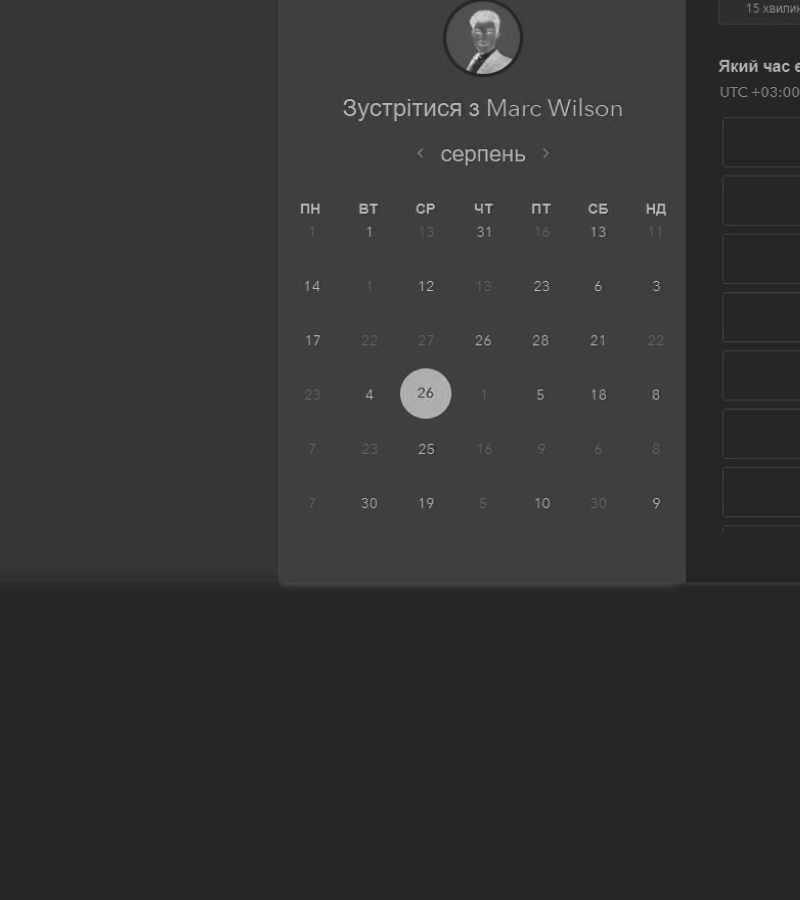 15 хвилин
Зустрітися з Marc Wilson
Який час є
UTC +03:00
серпень
ПН ВТ СР ЧТ ПТ СБ НД
1 1 13 31 16 13 11
14 1 12 13 23 6 3
17 22 27 26 28 21 22
23 4 26 1 5 18 8
7 23 25 16 9 6 8
7 30 19 5 10 30 9